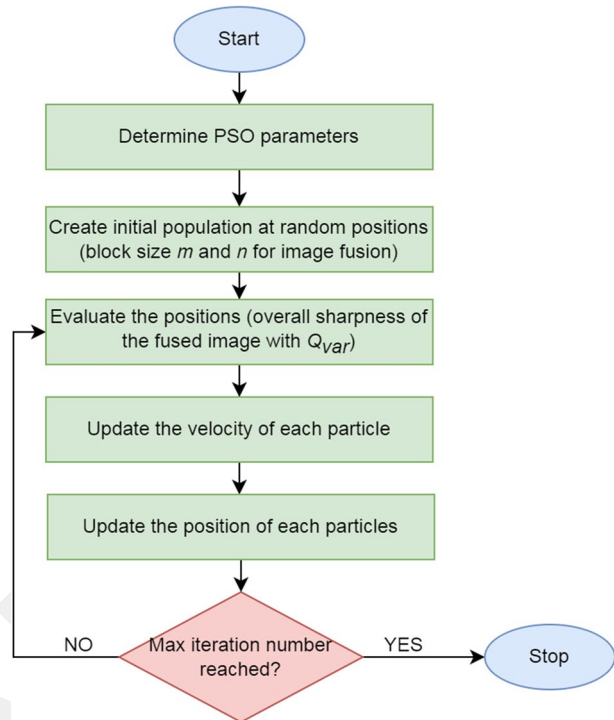 Start
Determine PSO parameters
Create initial population at random positions
(block size m and n for image fusion)
Evaluate the positions (overall sharpness of
the fused image with Qvar)
Update the velocity of each particle
Update the position of each particles
Max iteration number
reached?
NO
YES
Stop